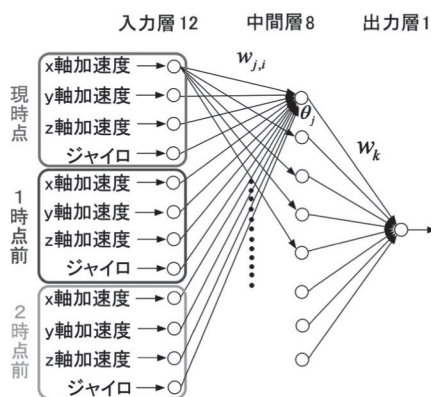 入力層12 中間層8 出力層1
現時点
x軸加速度
y軸加速度
z軸加速度
ジャイロ
1時点前
x軸加速度
y軸加速度
z軸加速度
ジャイロ
2時点前
x軸加速度
y軸加速度
z軸加速度
ジャイロ
w_{j,i}
θ_j
w_k